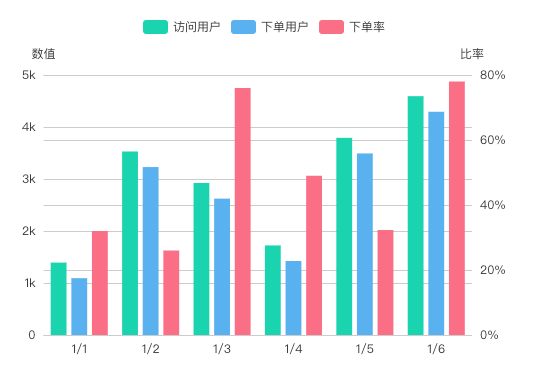 访问用户 下单用户 下单率
数值 比率
5k 80%
4k 60%
3k 40%
2k 20%
1k 0%
0
1/1 1/2 1/3 1/4 1/5 1/6